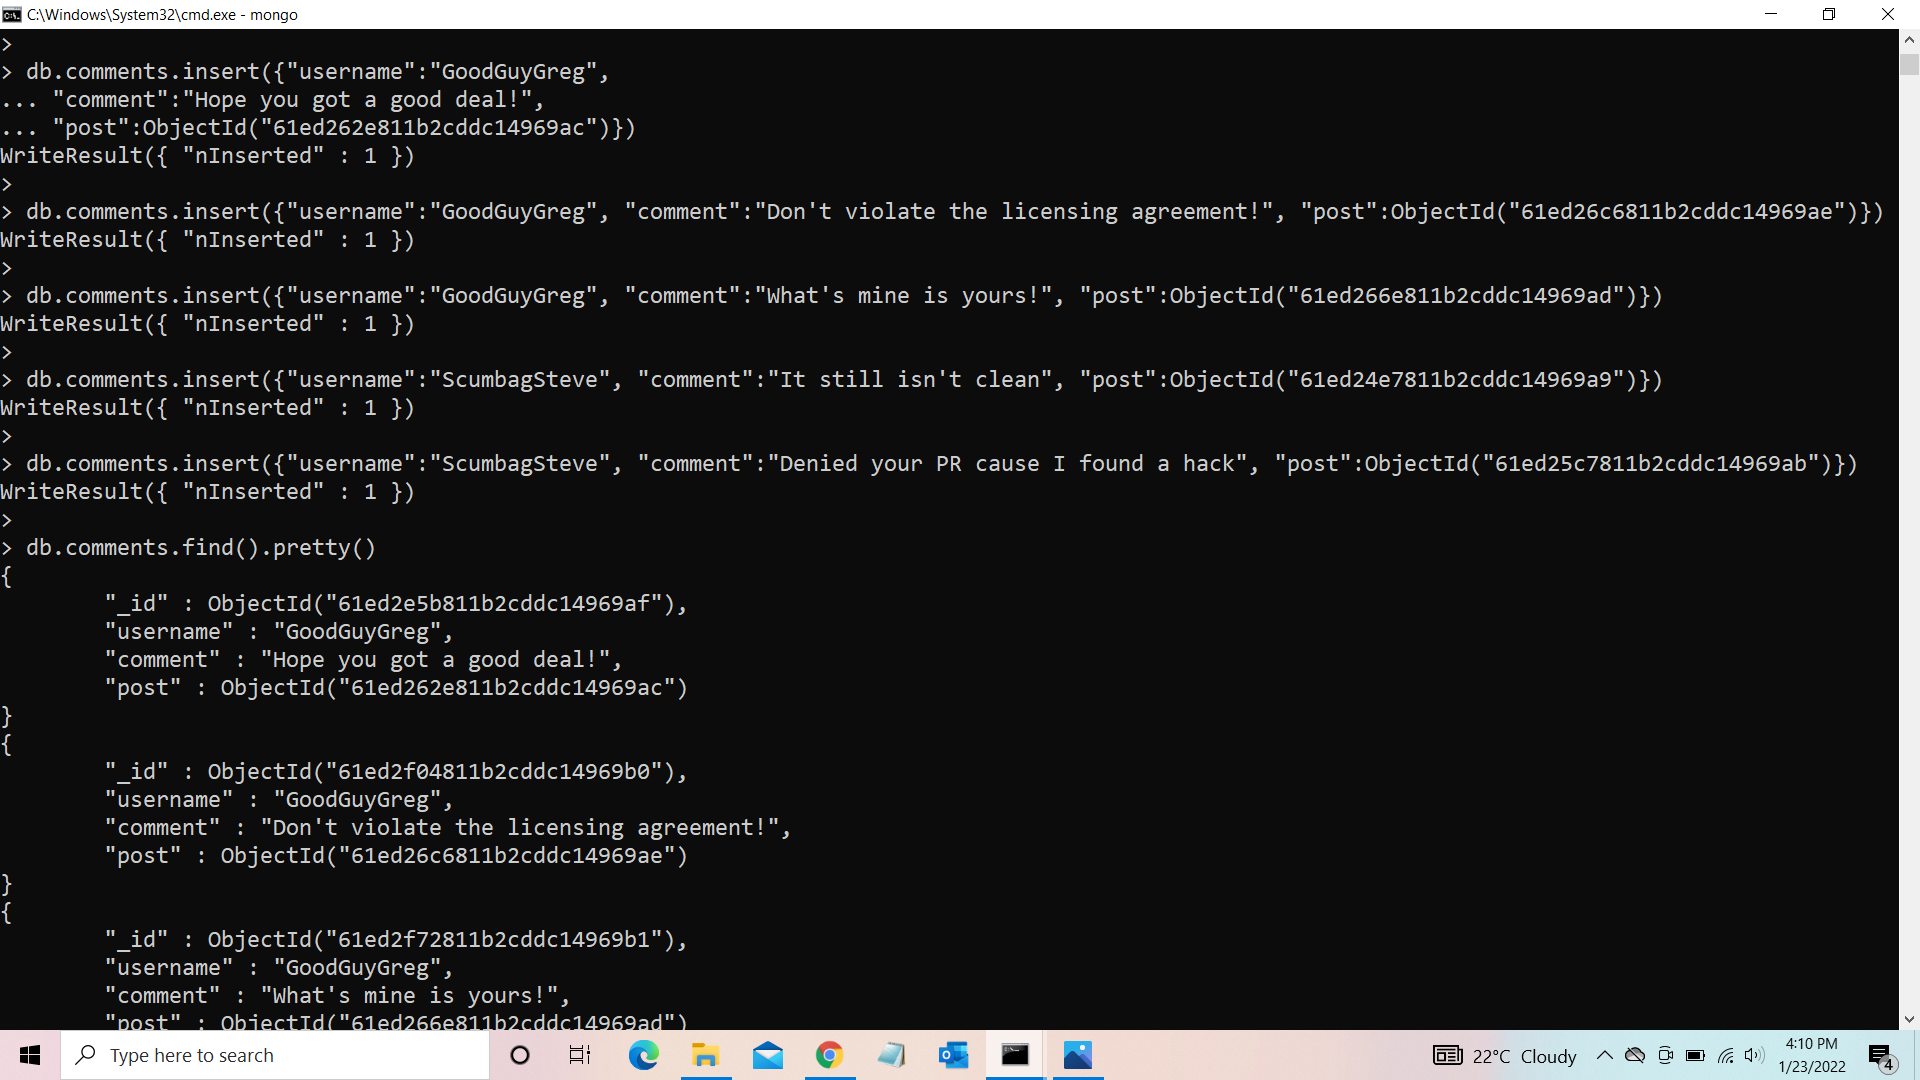 C:\Windows\System32\cmd.exe - mongo
>
> db.comments.insert({"username":"GoodGuyGreg",
... "comment":"Hope you got a good deal!",
... "post":ObjectId("61ed262e811b2cddc14969ac")})
WriteResult({ "nInserted" : 1 })
>
> db.comments.insert({"username":"GoodGuyGreg", "comment":"Don't violate the licensing agreement!", "post":ObjectId("61ed26c6811b2cddc14969ae")})
WriteResult({ "nInserted" : 1 })
>
> db.comments.insert({"username":"GoodGuyGreg", "comment":"What's mine is yours!", "post":ObjectId("61ed266e811b2cddc14969ad")})
WriteResult({ "nInserted" : 1 })
>
> db.comments.insert({"username":"ScumbagSteve", "comment":"It still isn't clean", "post":ObjectId("61ed24e7811b2cddc14969a9")})
WriteResult({ "nInserted" : 1 })
>
> db.comments.insert({"username":"ScumbagSteve", "comment":"Denied your PR cause I found a hack", "post":ObjectId("61ed25c7811b2cddc14969ab")})
WriteResult({ "nInserted" : 1 })
>
> db.comments.find().pretty()
{
"_id" : ObjectId("61ed2e5b811b2cddc14969af"),
"username" : "GoodGuyGreg",
"comment" : "Hope you got a good deal!",
"post" : ObjectId("61ed262e811b2cddc14969ac")
}
{
"_id" : ObjectId("61ed2f04811b2cddc14969b0"),
"username" : "GoodGuyGreg",
"comment" : "Don't violate the licensing agreement!",
"post" : ObjectId("61ed26c6811b2cddc14969ae")
}
{
"_id" : ObjectId("61ed2f72811b2cddc14969b1"),
"username" : "GoodGuyGreg",
"comment" : "What's mine is yours!",
"post" : ObjectId("61ed266e811b2cddc14969ad")
Type here to search
22°C Cloudy
4:10 PM
1/23/2022
4